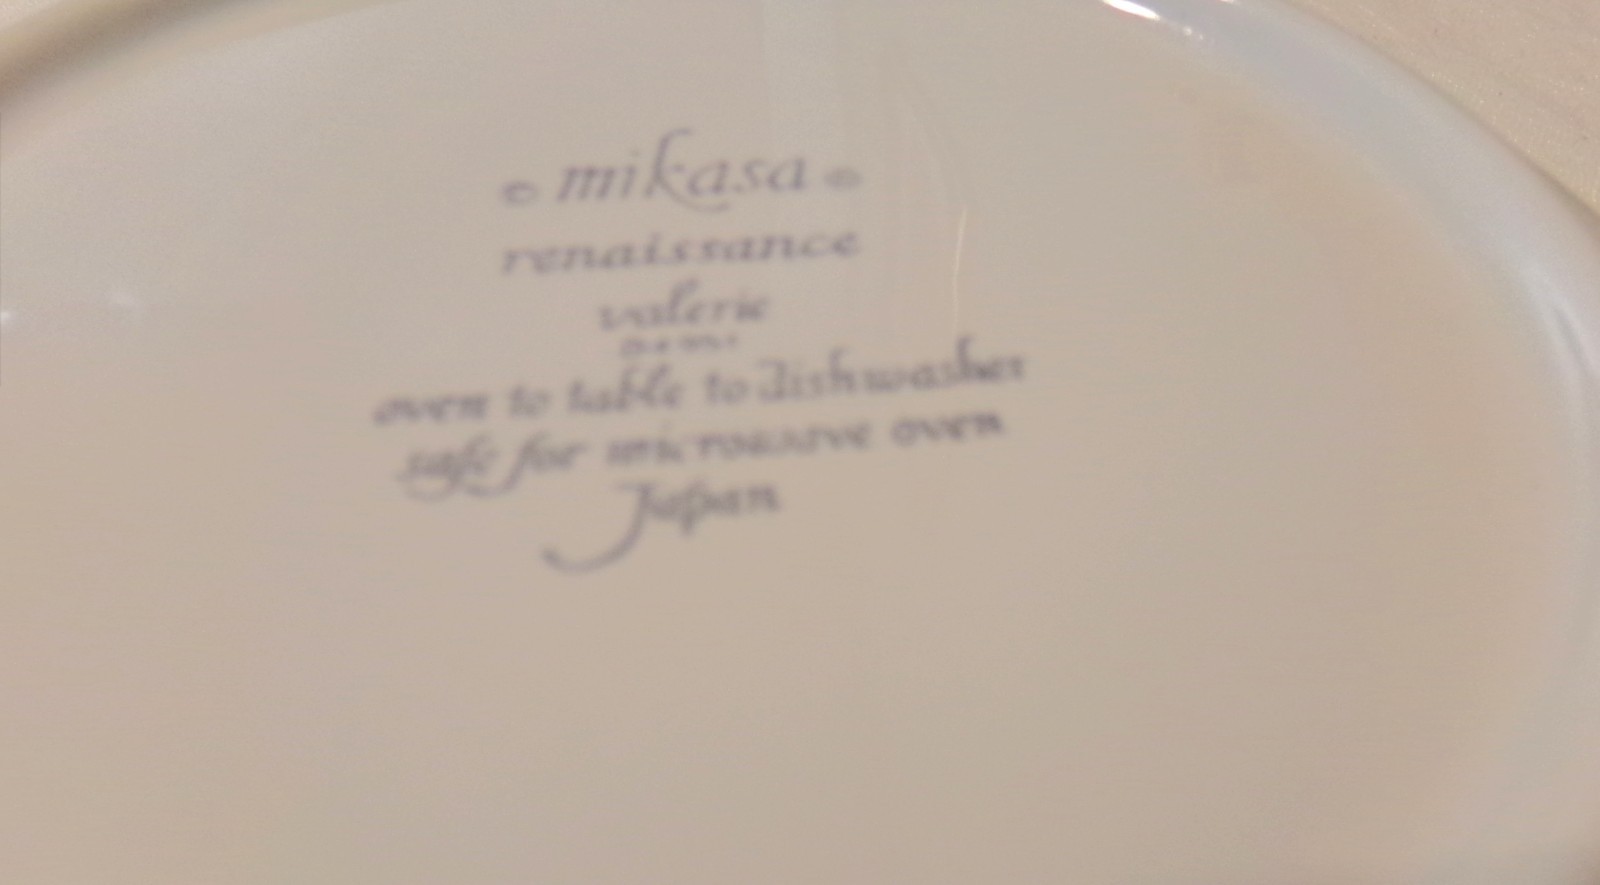 mikasa
renaissance
valerie
oven to table to dishwasher
safe for microwave oven
Japan